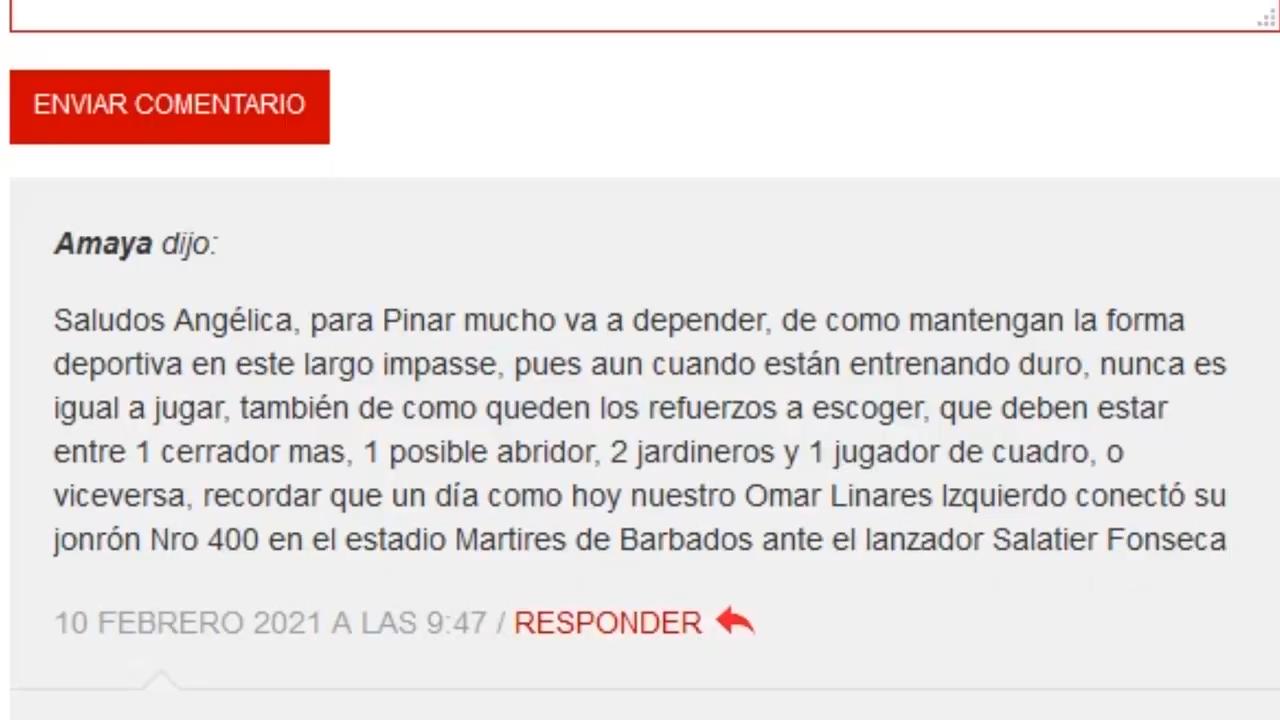 ENVIAR COMENTARIO
Amaya dijo:
Saludos Angélica, para Pinar mucho va a depender, de como mantengan la forma
deportiva en este largo impasse, pues aun cuando están entrenando duro, nunca es
igual a jugar, también de como queden los refuerzos a escoger, que deben estar
entre 1 cerrador mas, 1 posible abridor, 2 jardineros y 1 jugador de cuadro, o
viceversa, recordar que un día como hoy nuestro Omar Linares Izquierdo conectó su
jonrón Nro 400 en el estadio Martires de Barbados ante el lanzador Salatier Fonseca
10 FEBRERO 2021 A LAS 9:47 / RESPONDER